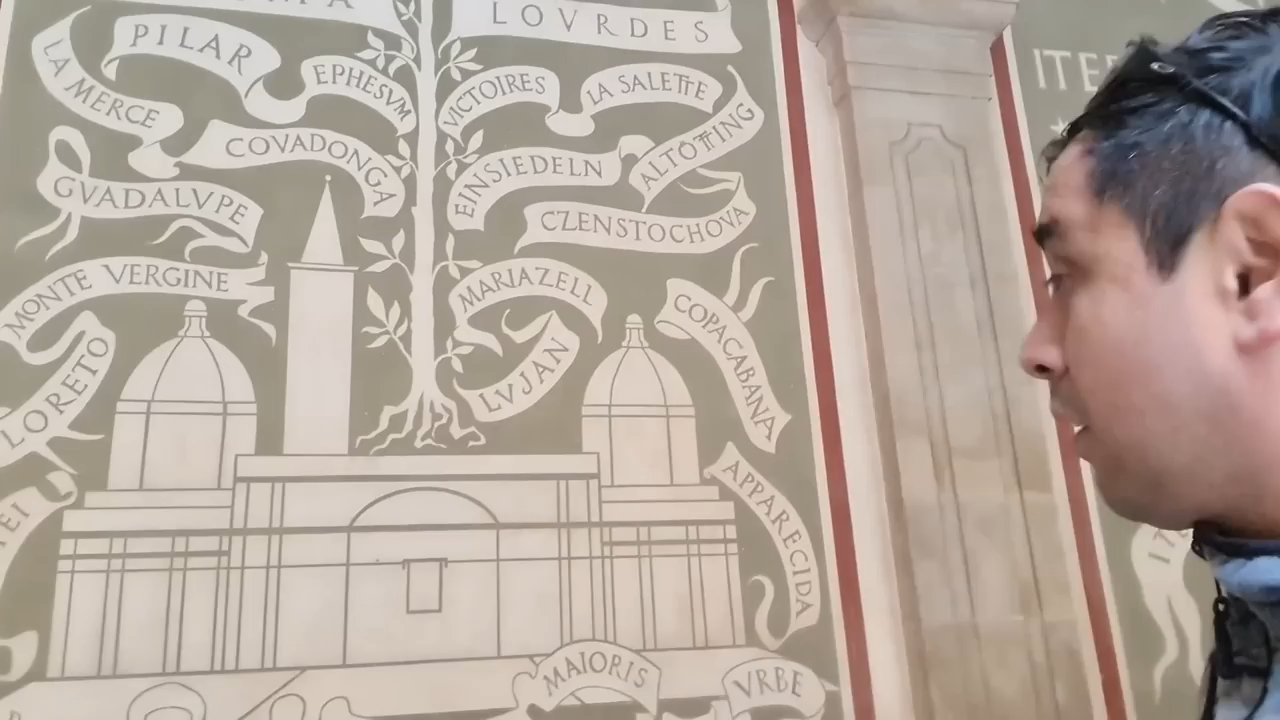 LOVRDES
PILAR
LA MERCE
EPHESVM
VICTOIRES
LA SALETTE
ALTÖTTING
COVADONGA
EINSIEDELN
GVADALVPE
CZENSTOCHOVA
MONTE VERGINE
MARIAZELL
COPACABANA
LORETO
LVJAN
APPARECIDA
MAIORIS
VRBE